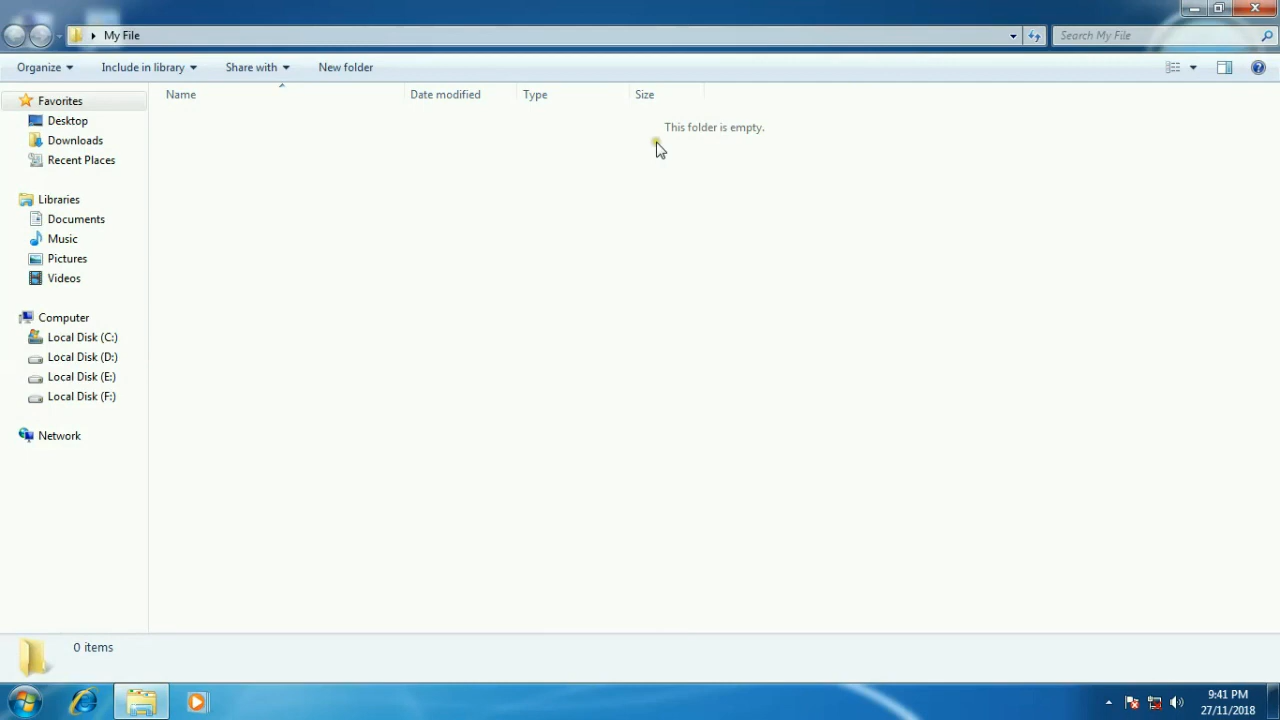 My File
Search My File
Organize Include in library Share with New folder
Name Date modified Type Size
This folder is empty.
Favorites
Desktop
Downloads
Recent Places
Libraries
Documents
Music
Pictures
Videos
Computer
Local Disk (C:)
Local Disk (D:)
Local Disk (E:)
Local Disk (F:)
Network
0 items
9:41 PM
27/11/2018